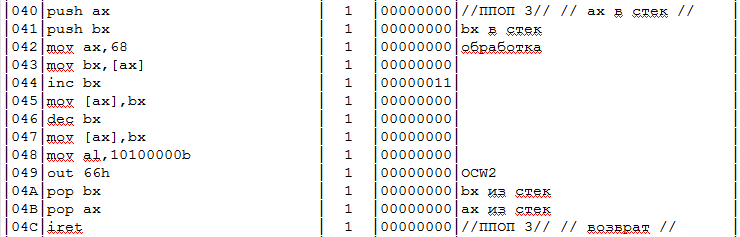 040|push ax | 1 |00000000|//ППОП 3// // ax в стек //
041|push bx | 1 |00000000|bx в стек
042|mov ax,68 | 1 |00000000|обработка
043|mov bx,[ax] | 1 |00000000|
044|inc bx | 1 |00000011|
045|mov [ax],bx | 1 |00000000|
046|dec bx | 1 |00000000|
047|mov [ax],bx | 1 |00000000|
048|mov al,10100000b | 1 |00000000|
049|out 66h | 1 |00000000|OCW2
04A|pop bx | 1 |00000000|bx из стек
04B|pop ax | 1 |00000000|ax из стек
04C|iret | 1 |00000000|//ППОП 3// // возврат //